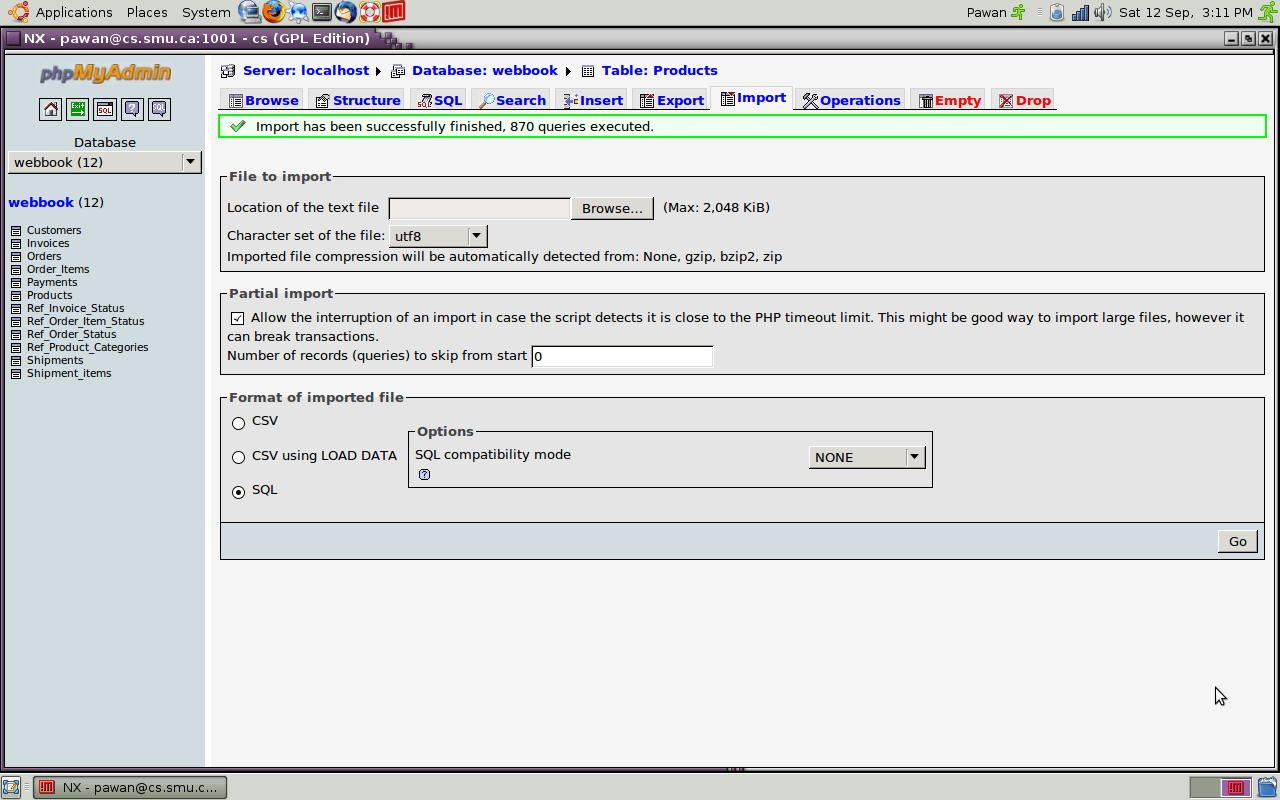 Applications Places System Pawan Sat 12 Sep, 3:11 PM
NX - pawan@cs.smu.ca:1001 - cs (GPL Edition)
phpMyAdmin
SQL
Database
webbook (12)
webbook (12)
Customers
Invoices
Orders
Order_Items
Payments
Products
Ref_Invoice_Status
Ref_Order_Item_Status
Ref_Order_Status
Ref_Product_Categories
Shipments
Shipment_items
Server: localhost Database: webbook Table: Products
Browse Structure SQL Search Insert Export Import Operations Empty Drop
Import has been successfully finished, 870 queries executed.
File to import
Location of the text file Browse... (Max: 2,048 KiB)
Character set of the file: utf8
Imported file compression will be automatically detected from: None, gzip, bzip2, zip
Partial import
Allow the interruption of an import in case the script detects it is close to the PHP timeout limit. This might be good way to import large files, however it
can break transactions.
Number of records (queries) to skip from start 0
Format of imported file
CSV
CSV using LOAD DATA
SQL
Options
SQL compatibility mode NONE
Go
NX - pawan@cs.smu.c...